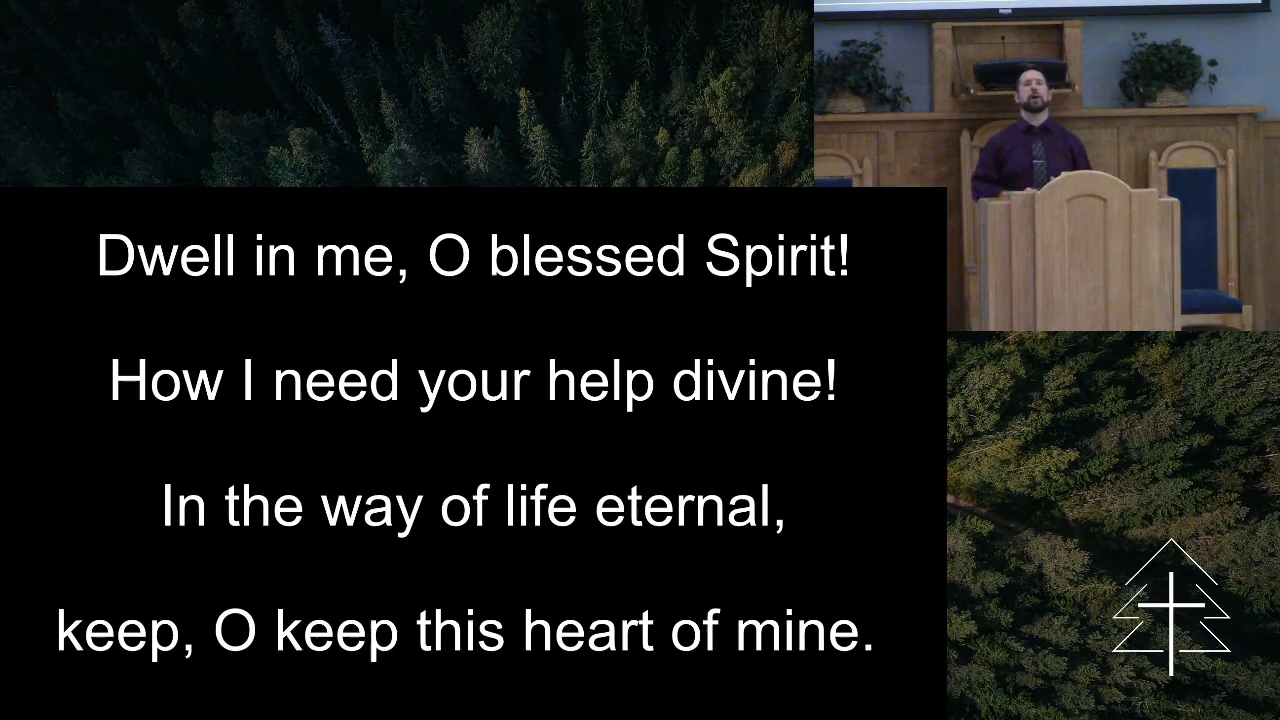 Dwell in me, O blessed Spirit!
How I need your help divine!
In the way of life eternal,
keep, O keep this heart of mine.